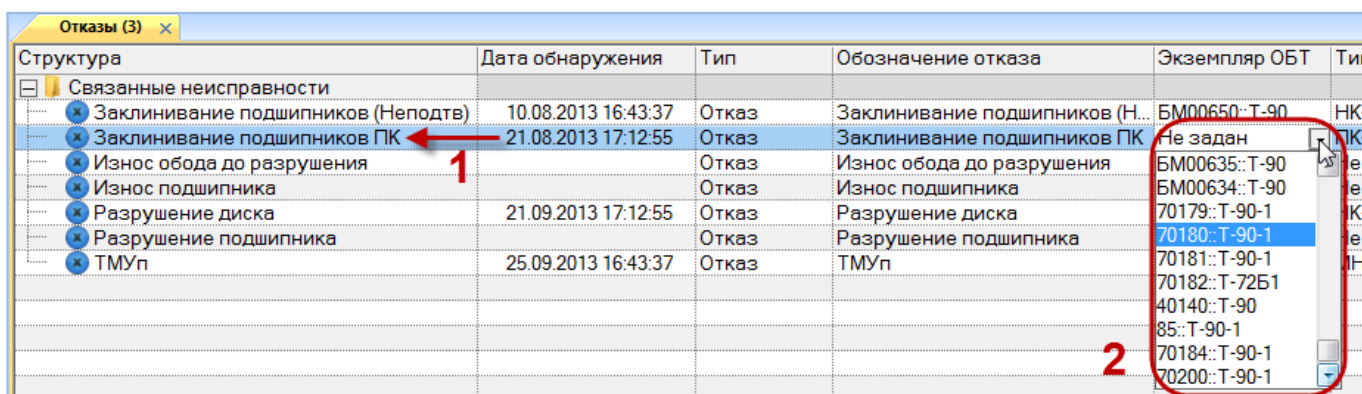 Отказы (3)
Структура Дата обнаружения Тип Обозначение отказа Экземпляр ОБТ
Связанные неисправности
Заклинивание подшипников (Неподтв) 10.08.2013 16:43:37 Отказ Заклинивание подшипников (Н... БМ00650::Т-90 НК
Заклинивание подшипников ПК 21.08.2013 17:12:55 Отказ Заклинивание подшипников ПК Не задан ПК
1
Износ обода до разрушения Отказ Износ обода до разрушения БМ00635::Т-90
Износ подшипника Отказ Износ подшипника БМ00634::Т-90
Разрушение диска 21.09.2013 17:12:55 Отказ Разрушение диска 70179::Т-90-1
Разрушение подшипника Отказ Разрушение подшипника 70180::Т-90-1
ТМУп 25.09.2013 16:43:37 Отказ ТМУп 70181::Т-90-1
70182::Т-72Б1
40140::Т-90
85::Т-90-1
2 70184::Т-90-1
70200::Т-90-1